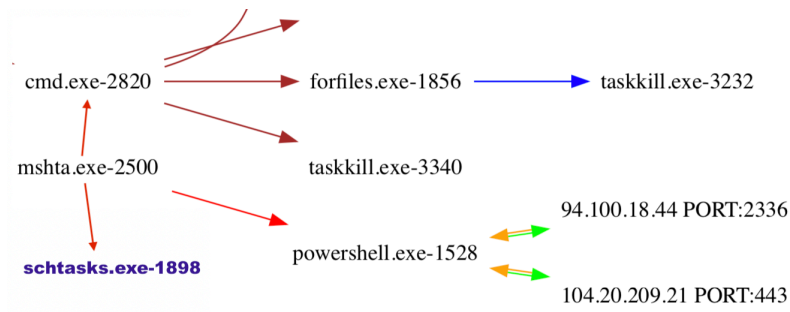 cmd.exe-2820
forfiles.exe-1856
taskkill.exe-3232
mshta.exe-2500
taskkill.exe-3340
94.100.18.44 PORT:2336
powershell.exe-1528
schtasks.exe-1898
104.20.209.21 PORT:443